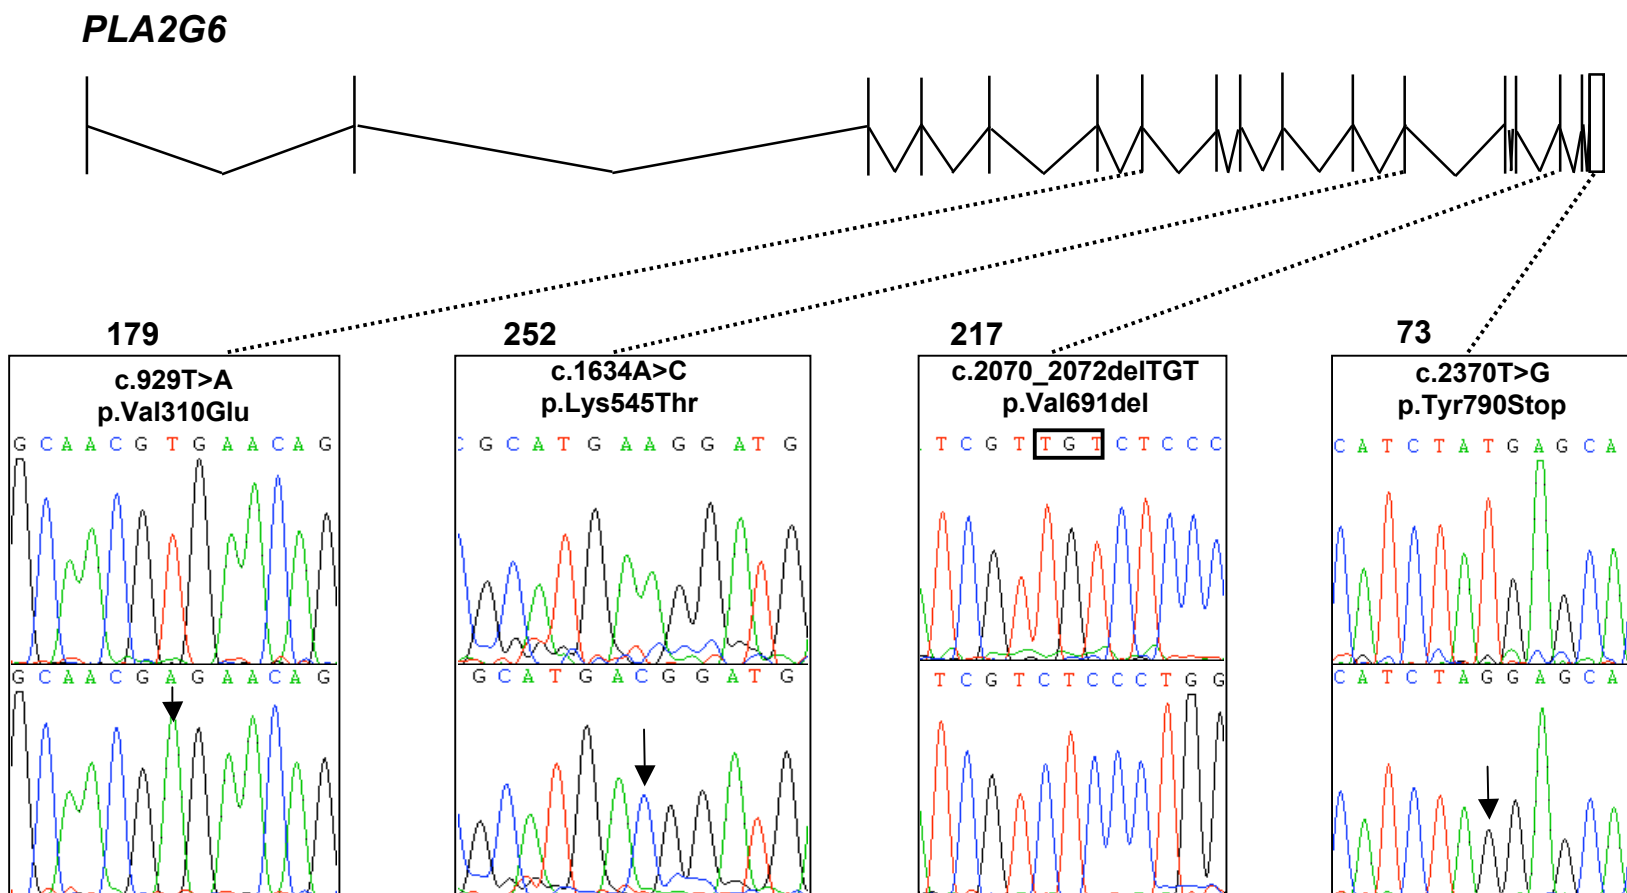 PLA2G6
179
c.929T>A
p.Val310Glu
G C A A C G T G A A C A G
G C A A C G A G A A C A G
252
c.1634A>C
p.Lys545Thr
C G C A T G A A G G A T G
G C A T G A C G G A T G
217
c.2070_2072delTGT
p.Val691del
T C G T T G T C T C C C
T C G T C T C C C T G G
73
c.2370T>G
p.Tyr790Stop
C A T C T A T G A G C A
C A T C T A G G A G C A